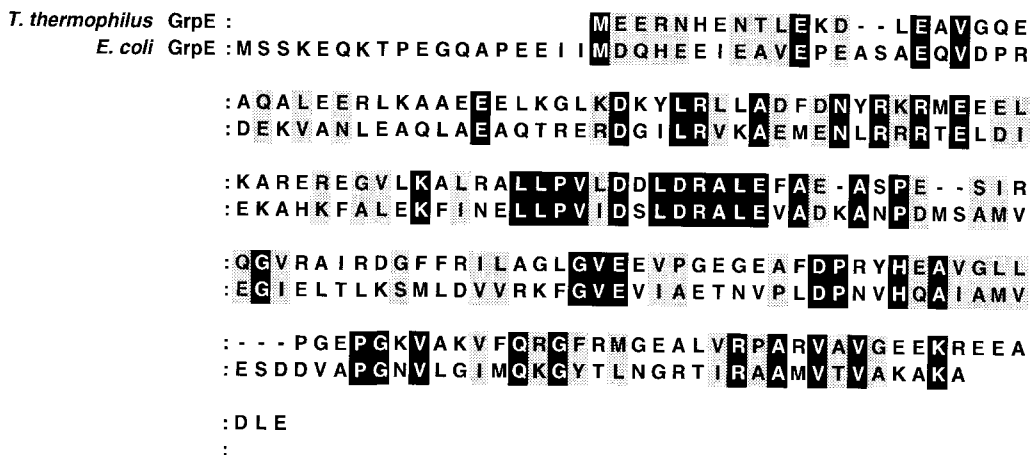 T. thermophilus GrpE : MEERNHENTLEKD--LEAVGQE
E. coli GrpE :MSSKEQKTPEGQAPEEIIMDQHEEIEAVEPEASAEQVDPR
:AQALEERLKAAEEELKGLKDKYLRLLADFDNYRKRMEEEL
:DEKVANLEAQLAEAQTRERDGILRVKAEMENLRRRTELDI
:KAREREGVLKALRALLPVLDDLDRALEFAE-ASPE--SIR
:EKAHKFALEKFINELLPVIDSLDRALEVADKANPDMSAMV
:QGVRAIRDGFFRILAGLGVEEVPGEGEAFDPRYHEAVGLL
:EGIELTLKSMLDVVRKFGVEVIAETNVPLDPNVHQAIAMV
:---PGEPGKVAKVFQRGFRMGEALVRPARVAVGEEKREEA
:ESDDVAPGNVLGIMQKGYTLNGRTIRAAMVTVAKAKA
:DLE
: